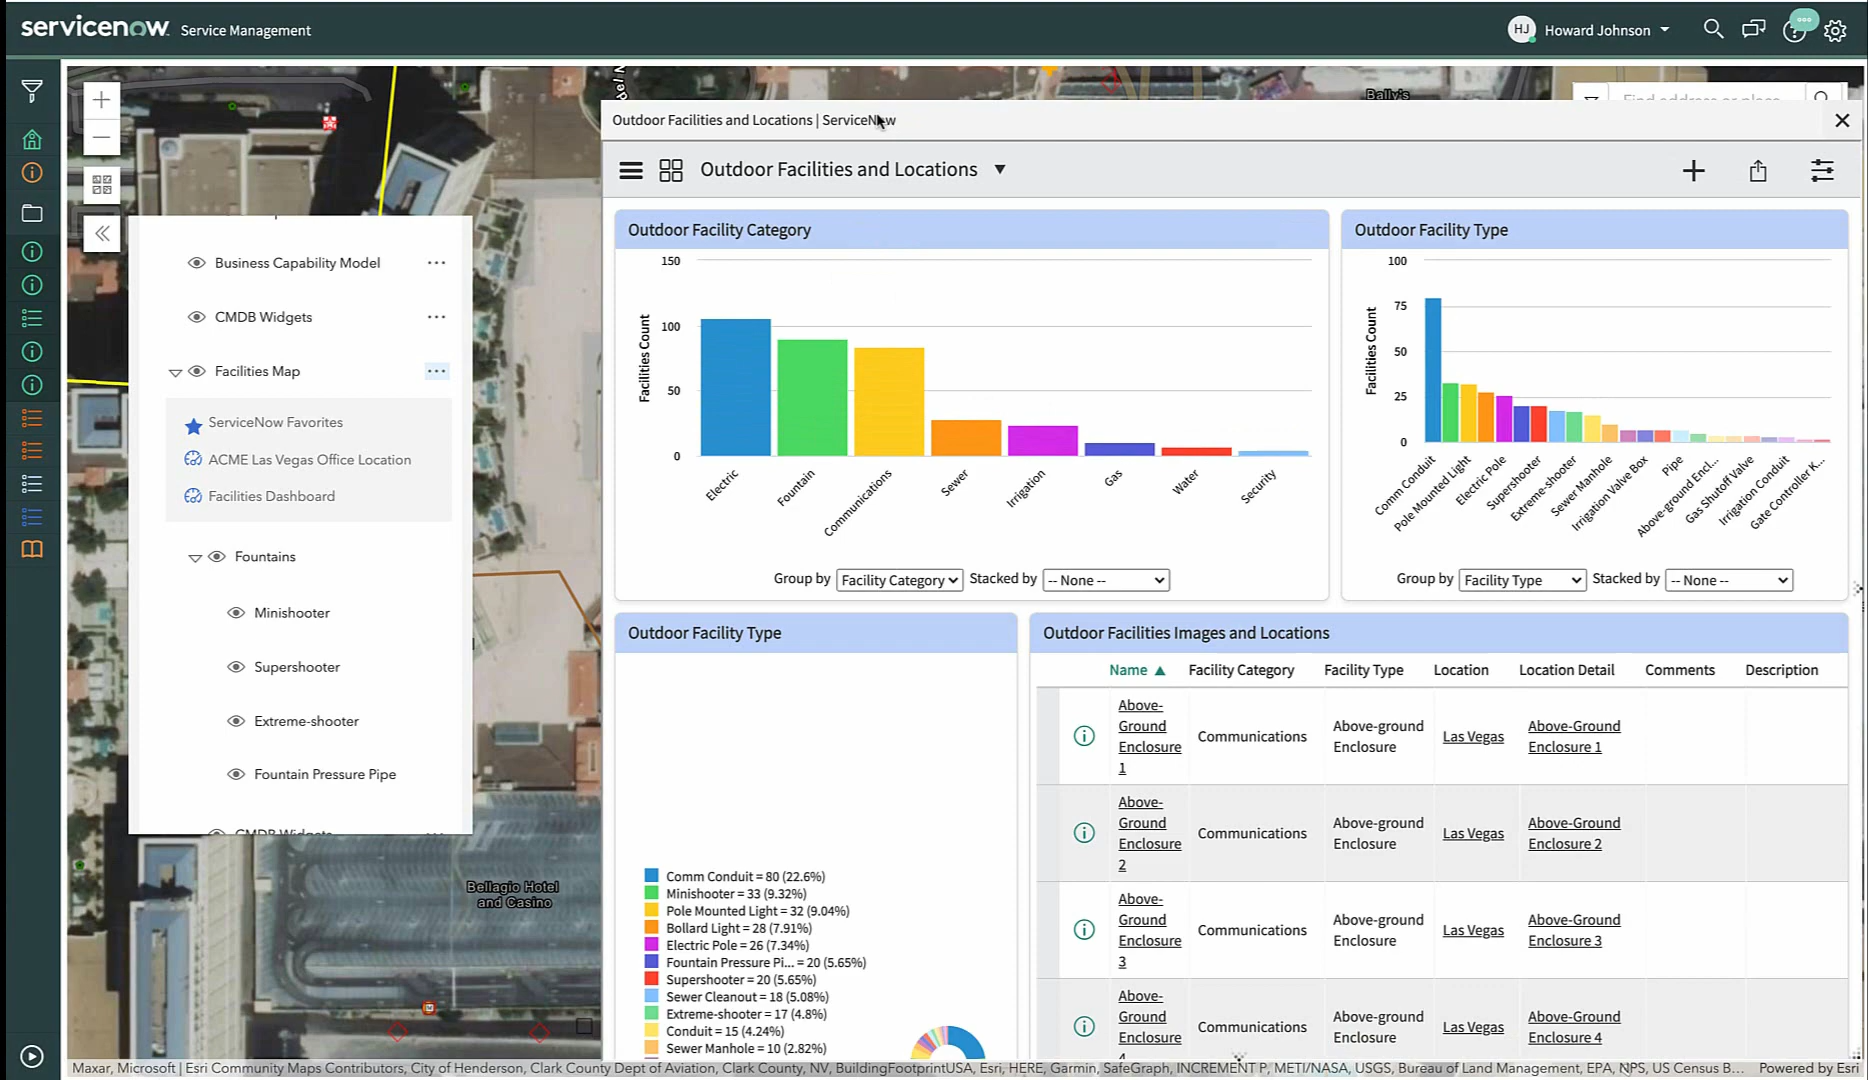 servicenow Service Management
HJ Howard Johnson
Bally's
Find address or place
Outdoor Facilities and Locations | ServiceNow
Outdoor Facilities and Locations
Business Capability Model
CMDB Widgets
Facilities Map
ServiceNow Favorites
ACME Las Vegas Office Location
Facilities Dashboard
Fountains
Minishooter
Supershooter
Extreme-shooter
Fountain Pressure Pipe
CMDB Widgets
Bellagio Hotel
and Casino
Outdoor Facility Category
150
100
50
0
Facilities Count
Electric
Fountain
Communications
Sewer
Irrigation
Gas
Water
Security
Group by Facility Category Stacked by -- None --
Outdoor Facility Type
100
75
50
25
0
Facilities Count
Comm Conduit
Pole Mounted Light
Electric Pole
Supershooter
Extreme-shooter
Sewer Manhole
Irrigation Valve Box
Pipe
Above-ground Encl...
Gas Shutoff Valve
Irrigation Conduit
Gate Controller K...
Group by Facility Type Stacked by -- None --
Outdoor Facility Type
Comm Conduit = 80 (22.6%)
Minishooter = 33 (9.32%)
Pole Mounted Light = 32 (9.04%)
Bollard Light = 28 (7.91%)
Electric Pole = 26 (7.34%)
Fountain Pressure Pi... = 20 (5.65%)
Supershooter = 20 (5.65%)
Sewer Cleanout = 18 (5.08%)
Extreme-shooter = 17 (4.8%)
Conduit = 15 (4.24%)
Sewer Manhole = 10 (2.82%)
Outdoor Facilities Images and Locations
Name ▲ Facility Category Facility Type Location Location Detail Comments Description
Above-
Ground
Enclosure
1
Communications
Above-ground
Enclosure
Las Vegas
Above-Ground
Enclosure 1
Above-
Ground
Enclosure
2
Communications
Above-ground
Enclosure
Las Vegas
Above-Ground
Enclosure 2
Above-
Ground
Enclosure
3
Communications
Above-ground
Enclosure
Las Vegas
Above-Ground
Enclosure 3
Above-
Ground
Enclosure
4
Communications
Above-ground
Enclosure
Las Vegas
Above-Ground
Enclosure 4
Maxar, Microsoft | Esri Community Maps Contributors, City of Henderson, Clark County Dept of Aviation, Clark County, NV, BuildingFootprintUSA, Esri, HERE, Garmin, SafeGraph, INCREMENT P, METI/NASA, USGS, Bureau of Land Management, EPA, NPS, US Census B... Powered by Esri